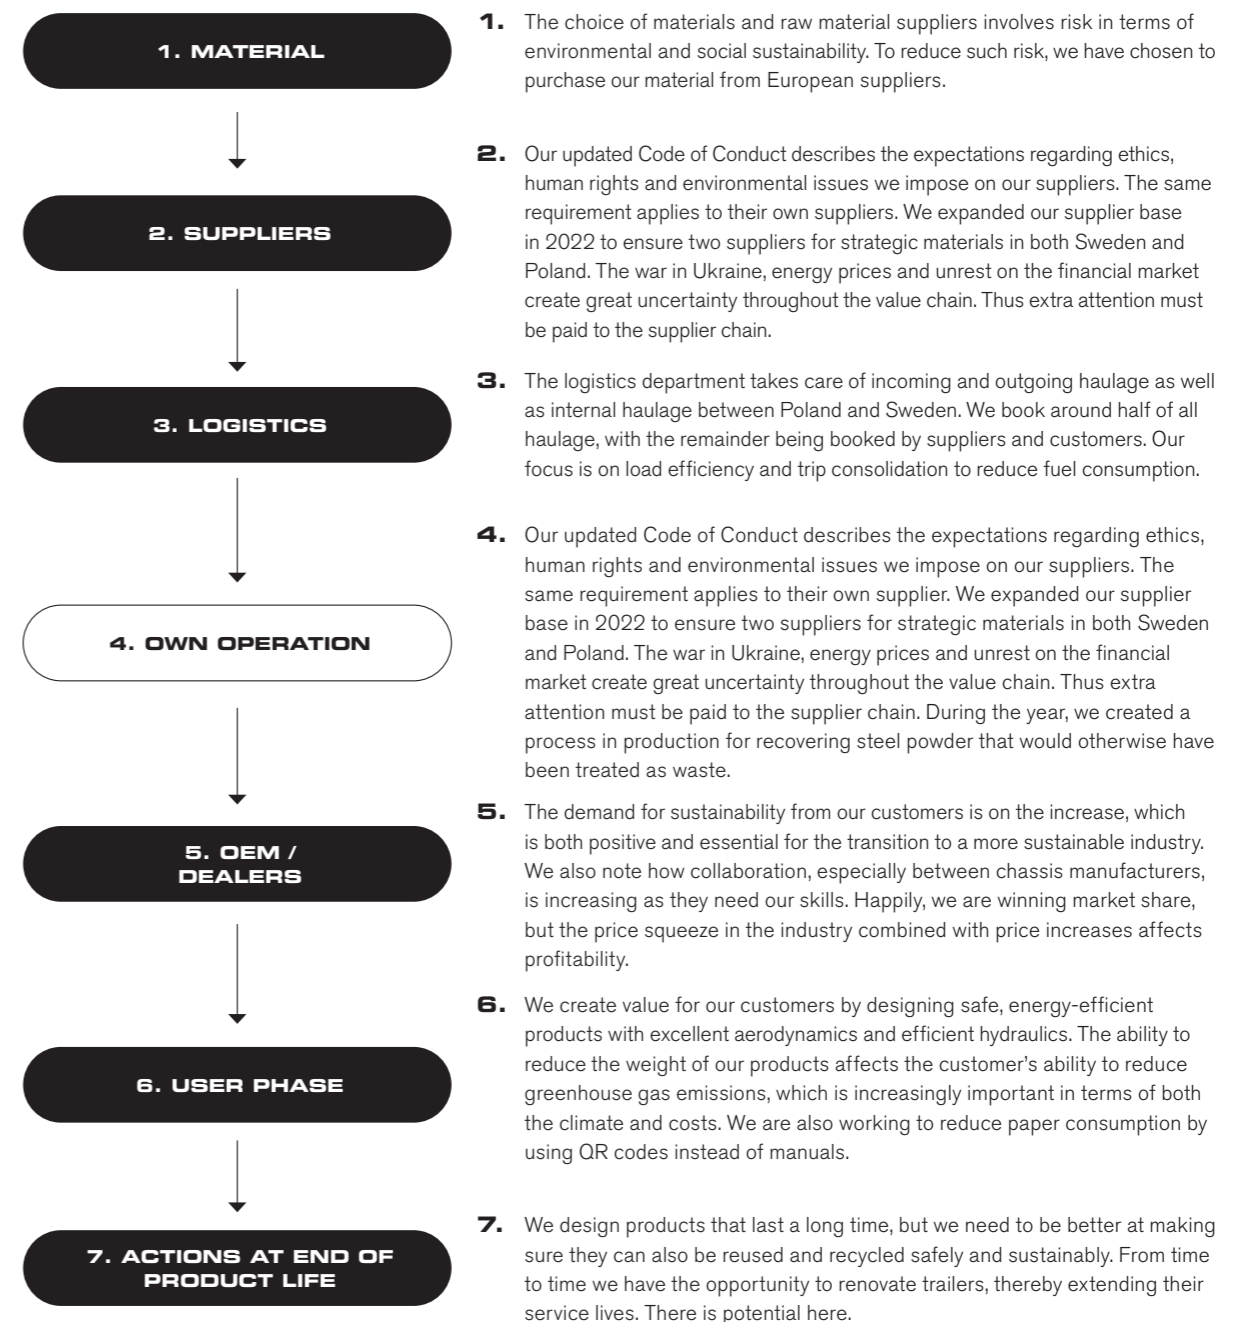 1. MATERIAL
1. The choice of materials and raw material suppliers involves risk in terms of
environmental and social sustainability. To reduce such risk, we have chosen to
purchase our material from European suppliers.
2. SUPPLIERS
2. Our updated Code of Conduct describes the expectations regarding ethics,
human rights and environmental issues we impose on our suppliers. The same
requirement applies to their own suppliers. We expanded our supplier base
in 2022 to ensure two suppliers for strategic materials in both Sweden and
Poland. The war in Ukraine, energy prices and unrest on the financial market
create great uncertainty throughout the value chain. Thus extra attention must
be paid to the supplier chain.
3. LOGISTICS
3. The logistics department takes care of incoming and outgoing haulage as well
as internal haulage between Poland and Sweden. We book around half of all
haulage, with the remainder being booked by suppliers and customers. Our
focus is on load efficiency and trip consolidation to reduce fuel consumption.
4. OWN OPERATION
4. Our updated Code of Conduct describes the expectations regarding ethics,
human rights and environmental issues we impose on our suppliers. The
same requirement applies to their own supplier. We expanded our supplier
base in 2022 to ensure two suppliers for strategic materials in both Sweden
and Poland. The war in Ukraine, energy prices and unrest on the financial
market create great uncertainty throughout the value chain. Thus extra
attention must be paid to the supplier chain. During the year, we created a
process in production for recovering steel powder that would otherwise have
been treated as waste.
5. OEM /
DEALERS
5. The demand for sustainability from our customers is on the increase, which
is both positive and essential for the transition to a more sustainable industry.
We also note how collaboration, especially between chassis manufacturers,
is increasing as they need our skills. Happily, we are winning market share,
but the price squeeze in the industry combined with price increases affects
profitability.
6. USER PHASE
6. We create value for our customers by designing safe, energy-efficient
products with excellent aerodynamics and efficient hydraulics. The ability to
reduce the weight of our products affects the customer's ability to reduce
greenhouse gas emissions, which is increasingly important in terms of both
the climate and costs. We are also working to reduce paper consumption by
using QR codes instead of manuals.
7. ACTIONS AT END OF
PRODUCT LIFE
7. We design products that last a long time, but we need to be better at making
sure they can also be reused and recycled safely and sustainably. From time
to time we have the opportunity to renovate trailers, thereby extending their
service lives. There is potential here.